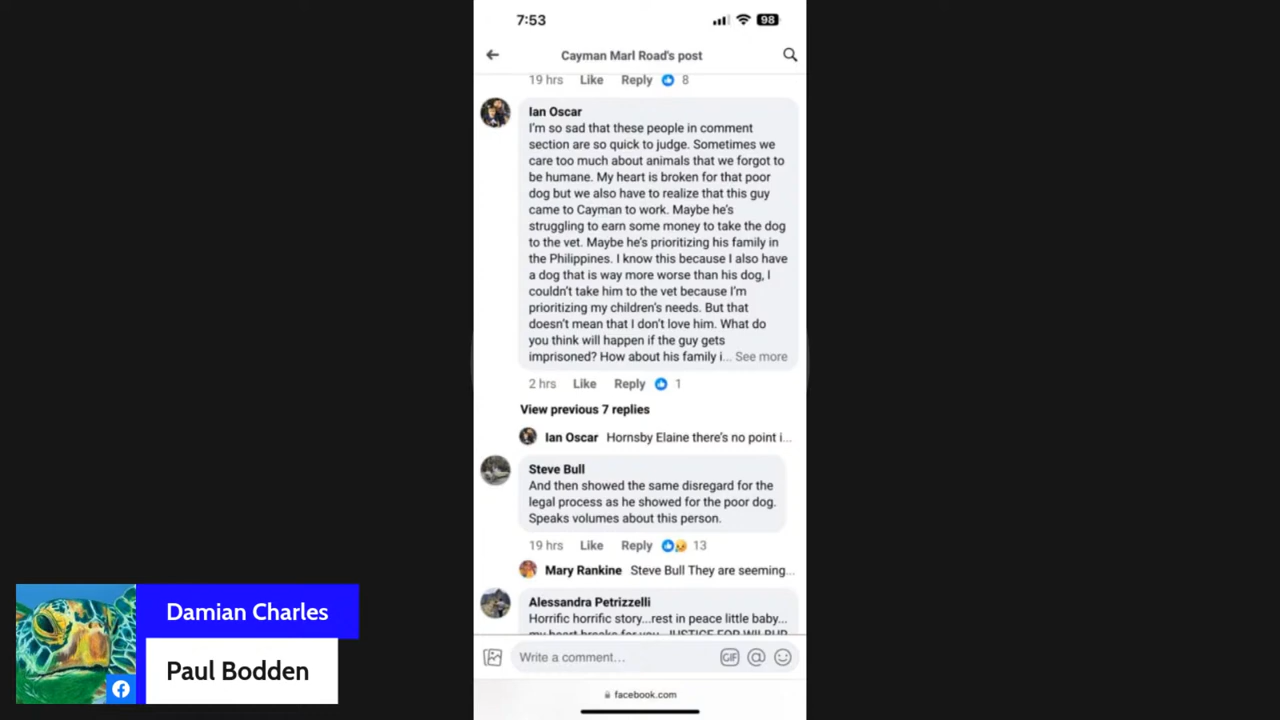 7:53
98
Cayman Marl Road's post
19 hrs Like Reply 8
Ian Oscar
I'm so sad that these people in comment
section are so quick to judge. Sometimes we
care too much about animals that we forgot to
be humane. My heart is broken for that poor
dog but we also have to realize that this guy
came to Cayman to work. Maybe he's
struggling to earn some money to take the dog
to the vet. Maybe he's prioritizing his family in
the Philippines. I know this because I also have
a dog that is way more worse than his dog, I
couldn't take him to the vet because I'm
prioritizing my children's needs. But that
doesn't mean that I don't love him. What do
you think will happen if the guy gets
imprisoned? How about his family i... See more
2 hrs Like Reply 1
View previous 7 replies
Ian Oscar Hornsby Elaine there's no point i...
Steve Bull
And then showed the same disregard for the
legal process as he showed for the poor dog.
Speaks volumes about this person.
19 hrs Like Reply 13
Mary Rankine Steve Bull They are seeming...
Alessandra Petrizzelli
Horrific horrific story...rest in peace little baby...
my heart breaks for you. JUSTICE FOR WILBUR
Write a comment...
GIF
facebook.com
Damian Charles
Paul Bodden